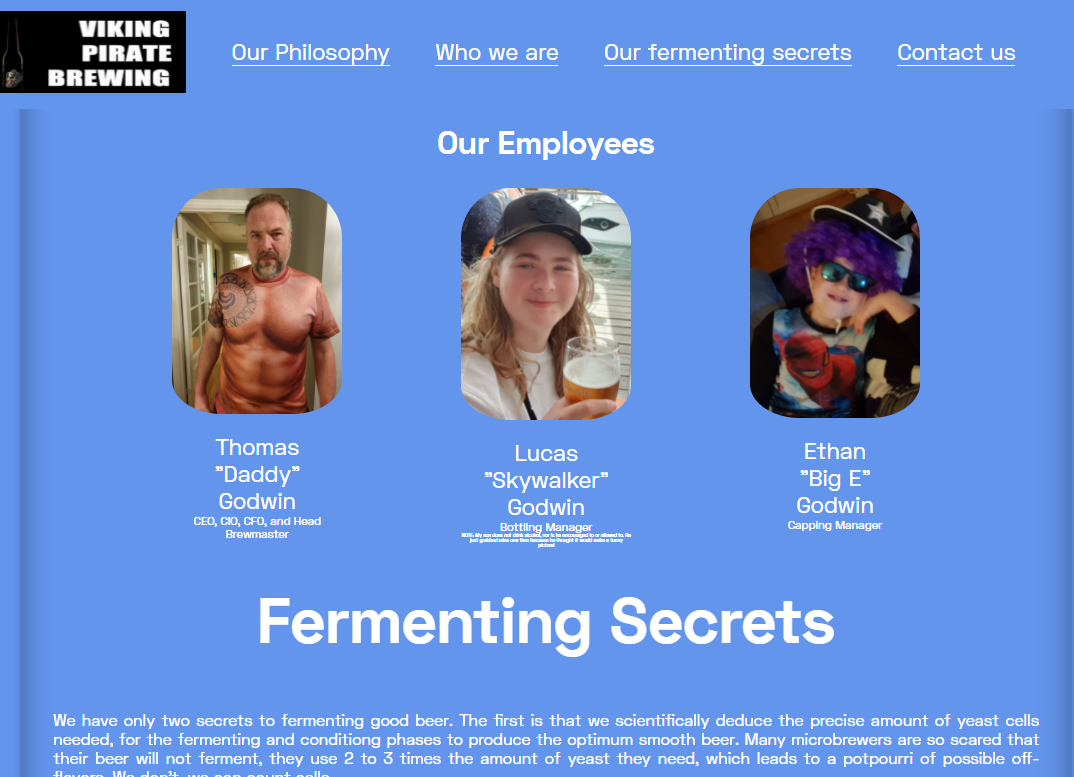 VIKING
PIRATE
BREWING
Our Philosophy
Who we are
Our fermenting secrets
Contact us
Our Employees
Thomas
"Daddy"
Godwin
CEO, CIO, CFO, and Head
Brewmaster
Lucas
"Skywalker"
Godwin
Bottling Manager
NOTE: My son does not drink alcohol, nor is he encouraged to or allowed to. He
just grabbed mine one time because he thought it would make a funny
picture!
Ethan
"Big E"
Godwin
Capping Manager
Fermenting Secrets
We have only two secrets to fermenting good beer. The first is that we scientifically deduce the precise amount of yeast cells
needed, for the fermenting and conditiong phases to produce the optimum smooth beer. Many microbrewers are so scared that
their beer will not ferment, they use 2 to 3 times the amount of yeast they need, which leads to a potpourri of possible off-
flavors. We don't, we can count cells.